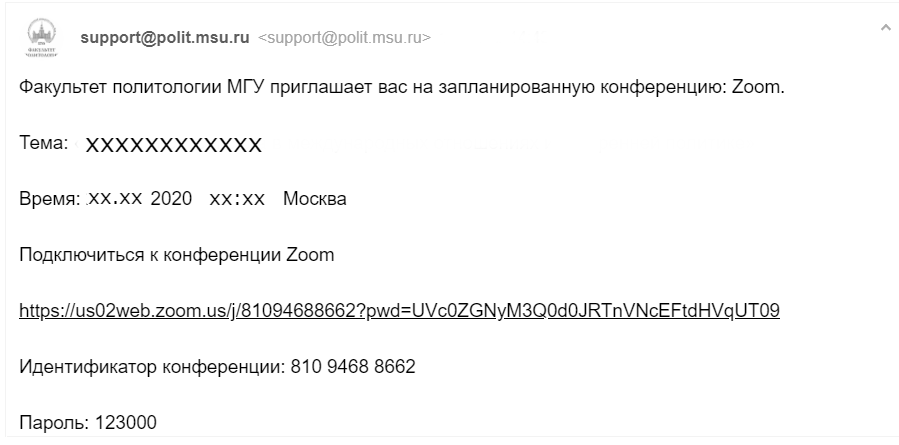 support@polit.msu.ru <support@polit.msu.ru>
Факультет политологии МГУ приглашает вас на запланированную конференцию: Zoom.
Тема: XXXXXXXXXXXX
Время: xx.xx 2020 xx:xx Москва
Подключиться к конференции Zoom
https://us02web.zoom.us/j/81094688662?pwd=UVc0ZGNyM3Q0d0JRTnVNcEFtdHVqUT09
Идентификатор конференции: 810 9468 8662
Пароль: 123000